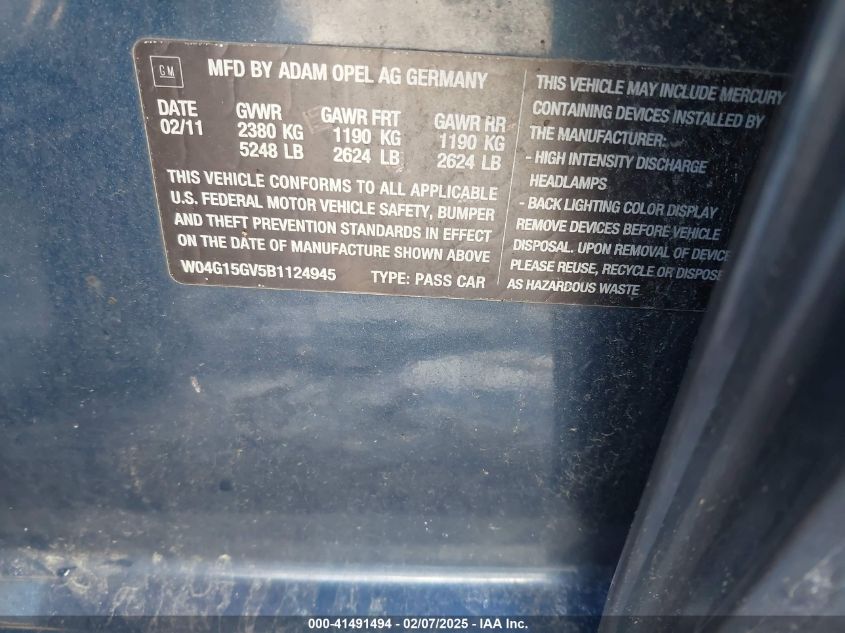 GM
MFD BY ADAM OPEL AG GERMANY
DATE GVWR GAWR FRT GAWR RR
02/11 2380 KG 1190 KG 1190 KG
5248 LB 2624 LB 2624 LB
THIS VEHICLE CONFORMS TO ALL APPLICABLE
U.S. FEDERAL MOTOR VEHICLE SAFETY, BUMPER
AND THEFT PREVENTION STANDARDS IN EFFECT
ON THE DATE OF MANUFACTURE SHOWN ABOVE
W04G15GV5B1124945 TYPE: PASS CAR
THIS VEHICLE MAY INCLUDE MERCURY
CONTAINING DEVICES INSTALLED BY
THE MANUFACTURER:
- HIGH INTENSITY DISCHARGE
HEADLAMPS
- BACK LIGHTING COLOR DISPLAY
REMOVE DEVICES BEFORE VEHICLE
DISPOSAL. UPON REMOVAL OF DEVICE
PLEASE REUSE, RECYCLE OR DISPOSE
AS HAZARDOUS WASTE
000-41491494 - 02/07/2025 - IAA Inc.